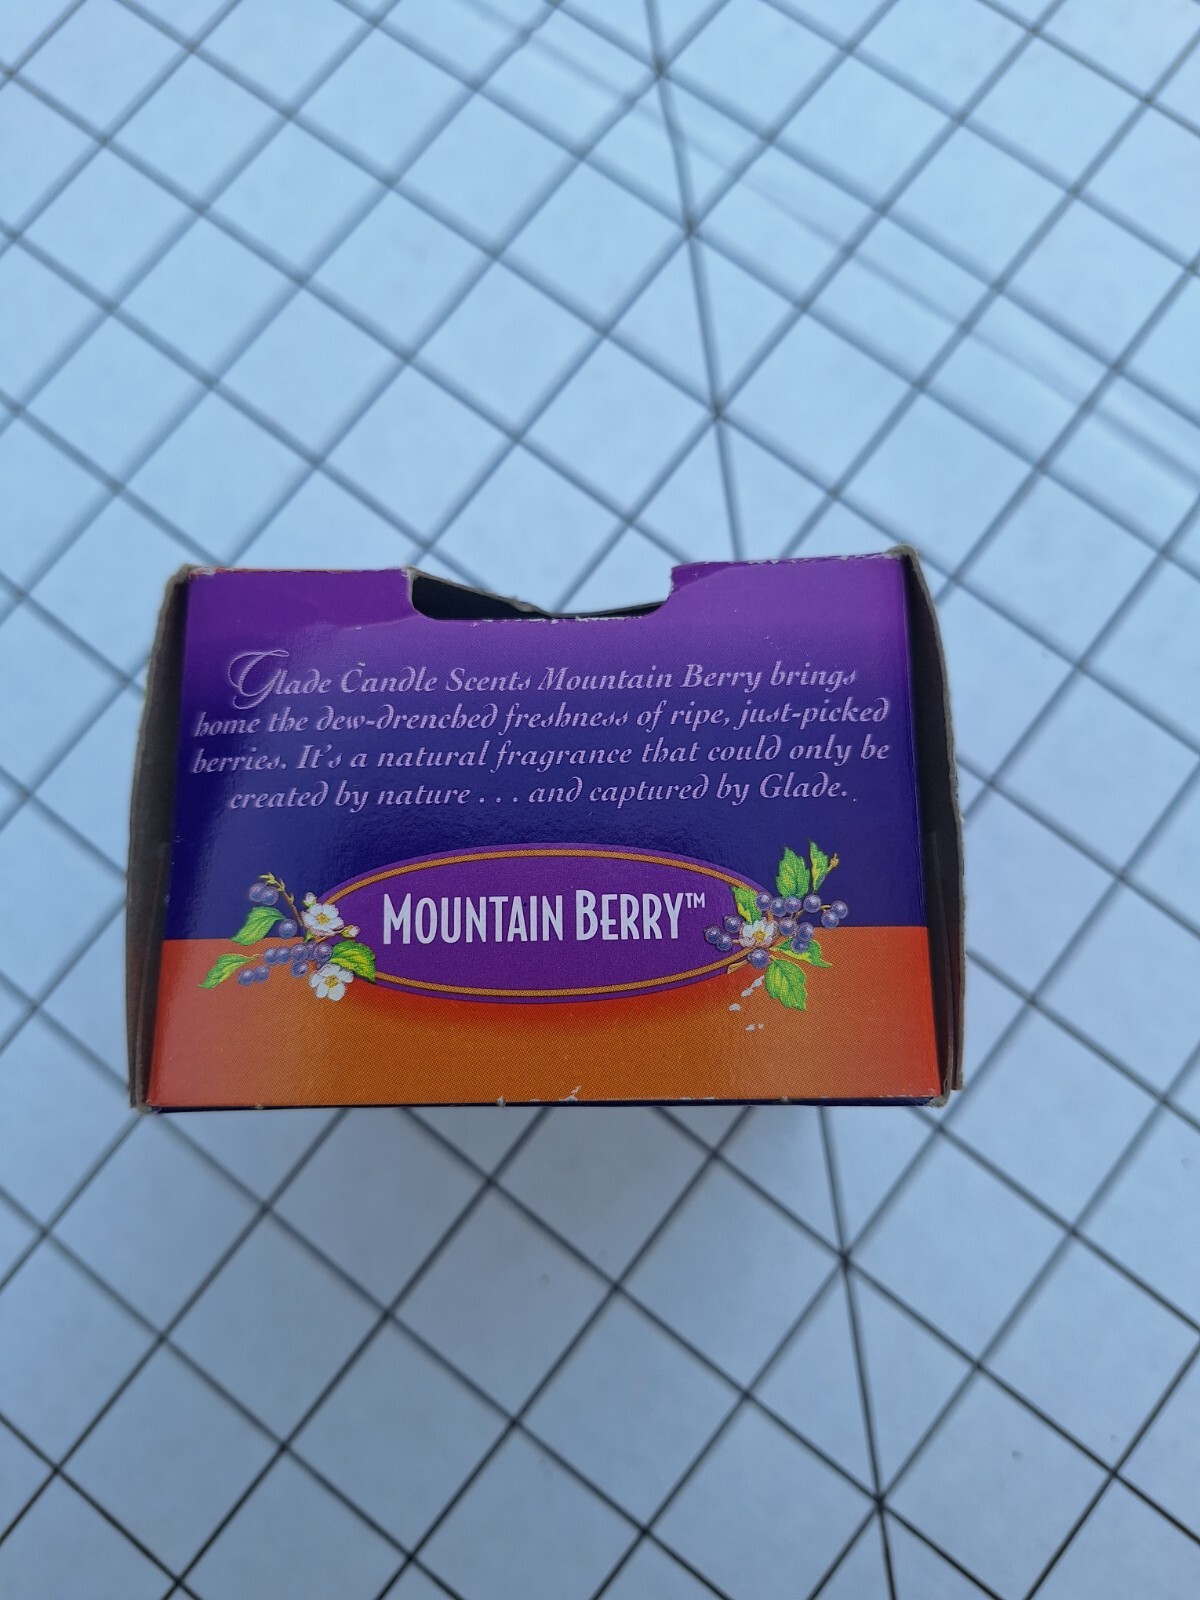 Glade Candle Scents Mountain Berry brings
home the dew-drenched freshness of ripe, just-picked
berries. It's a natural fragrance that could only be
created by nature . . . and captured by Glade.
MOUNTAIN BERRY™